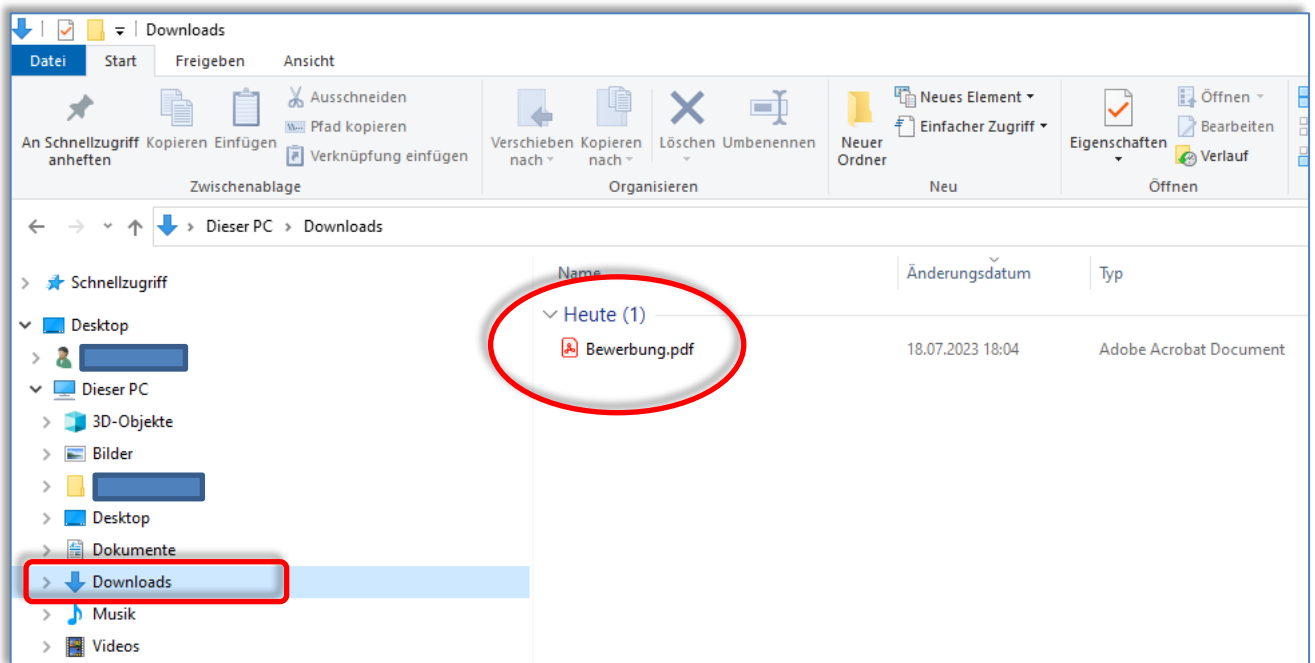 Downloads
Datei Start Freigeben Ansicht
An Schnellzugriff anheften
Kopieren
Einfügen
Ausschneiden
Pfad kopieren
Verknüpfung einfügen
Zwischenablage
Verschieben nach
Kopieren nach
Löschen
Umbenennen
Organisieren
Neuer Ordner
Neues Element
Einfacher Zugriff
Neu
Eigenschaften
Öffnen
Bearbeiten
Verlauf
Öffnen
Dieser PC > Downloads
Name Änderungsdatum Typ
Heute (1)
Bewerbung.pdf 18.07.2023 18:04 Adobe Acrobat Document
Schnellzugriff
Desktop
Dieser PC
3D-Objekte
Bilder
Desktop
Dokumente
Downloads
Musik
Videos